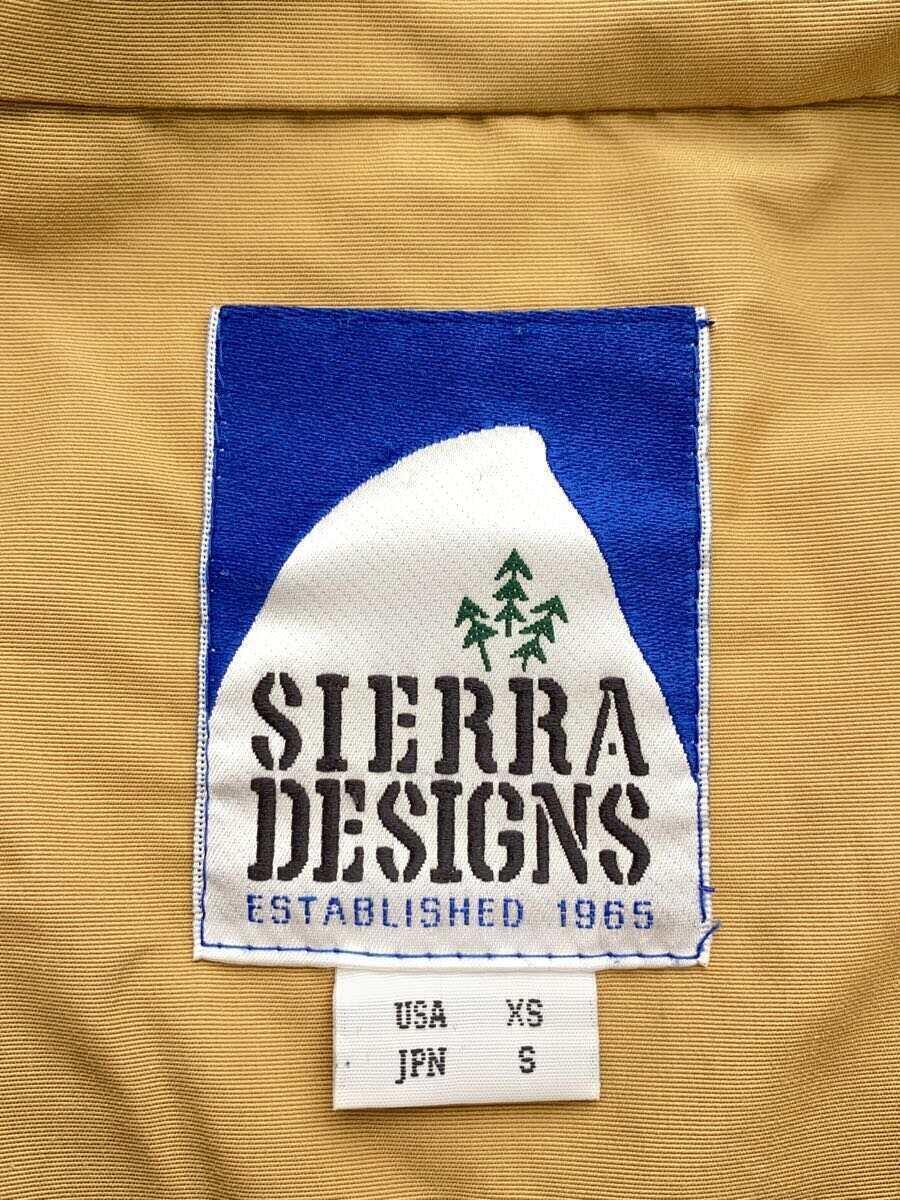 SIERRA
DESIGNS
ESTABLISHED 1965
USA XS
JPN S